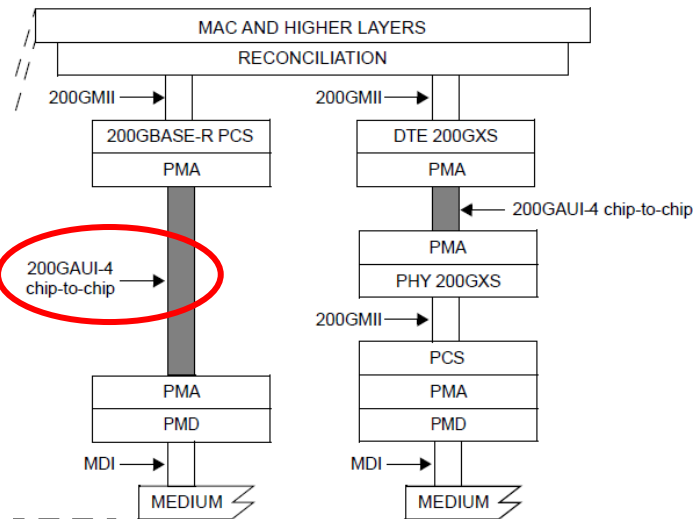 MAC AND HIGHER LAYERS
RECONCILIATION
200GMII
200GMII
200GBASE-R PCS
DTE 200GXS
PMA
PMA
200GAUI-4 chip-to-chip
PMA
200GAUI-4
chip-to-chip
PHY 200GXS
200GMII
PCS
PMA
PMA
PMD
PMD
MDI
MDI
MEDIUM
MEDIUM